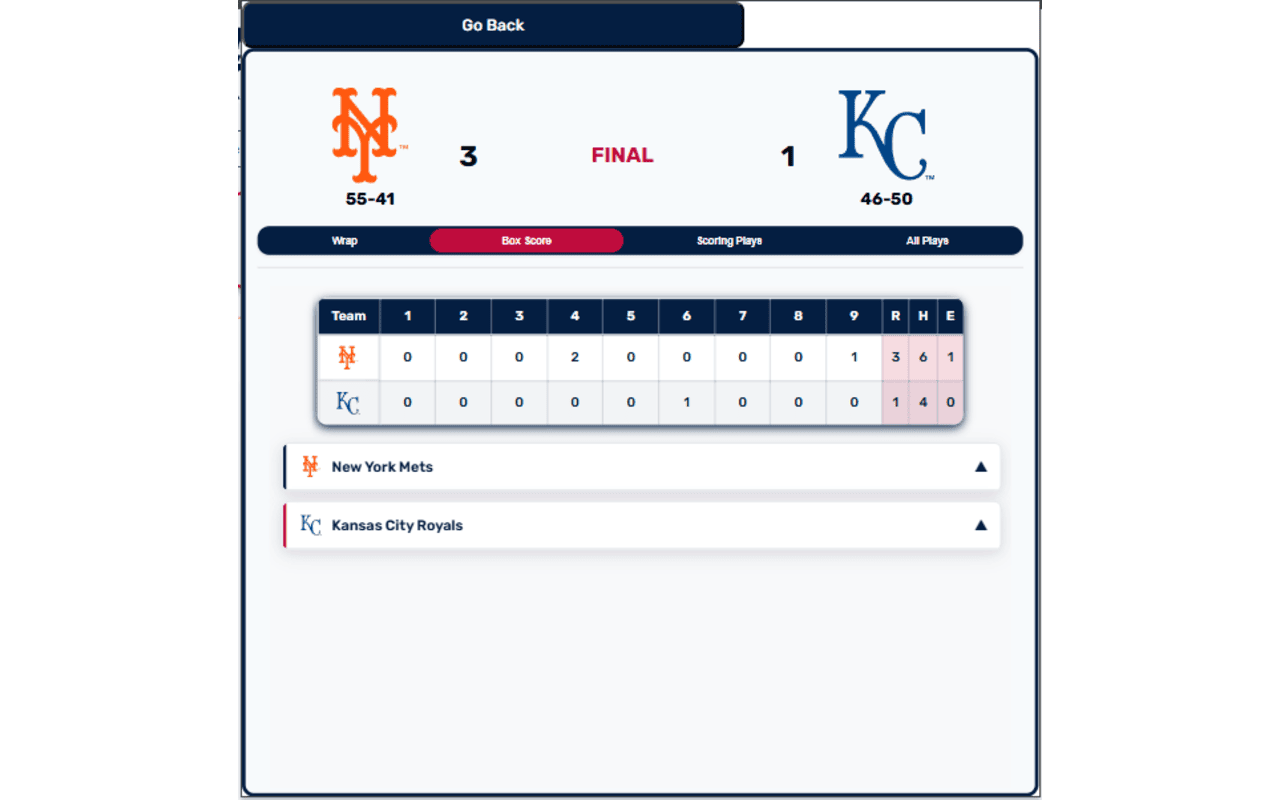 Go Back
NY ™ 3 FINAL 1 KC ™
55-41 46-50
Wrap Box Score Scoring Plays All Plays
Team 1 2 3 4 5 6 7 8 9 R H E
NY 0 0 0 2 0 0 0 0 1 3 6 1
KC 0 0 0 0 0 1 0 0 0 1 4 0
NY New York Mets ▲
KC Kansas City Royals ▲